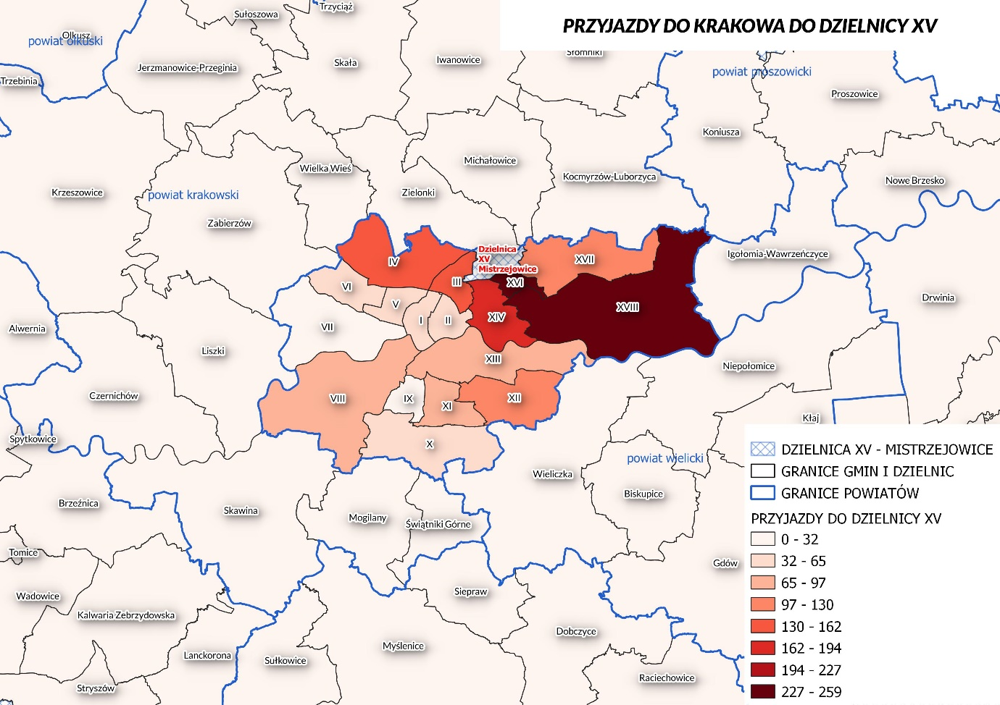 PRZYJAZDY DO KRAKOWA DO DZIELNICY XV
Trzyciąż
Sułoszowa
Olkusz
powiat olkuski
Słomniki
Iwanowice
Skała
Jerzmanowice-Przeginia
powiat proszowicki
Trzebinia
Proszowice
Koniusza
Michałowice
Wielka Wieś
Kocmyrzów-Luborzyca
Nowe Brzesko
Krzeszowice
powiat krakowski
Zielonki
Zabierzów
Dzielnica
XV
Mistrzejowice
Igołomia-Wawrzeńczyce
IV
XVII
III
XVI
VI
Drwinia
V
XVIII
I
II
XIV
VII
Alwernia
Liszki
XIII
Niepołomice
Czernichów
VIII
IX
XI
XII
Kłaj
Spytkowice
X
powiat wielicki
Wieliczka
Biskupice
Brzeźnica
Skawina
Mogilany
Świątniki Górne
Tomice
Gdów
Wadowice
Siepraw
Kalwaria Zebrzydowska
Dobczyce
Myślenice
Lanckorona
Sułkowice
Raciechowice
Stryszów
DZIELNICA XV - MISTRZEJOWICE
GRANICE GMIN I DZIELNIC
GRANICE POWIATÓW
PRZYJAZDY DO DZIELNICY XV
0 - 32
32 - 65
65 - 97
97 - 130
130 - 162
162 - 194
194 - 227
227 - 259